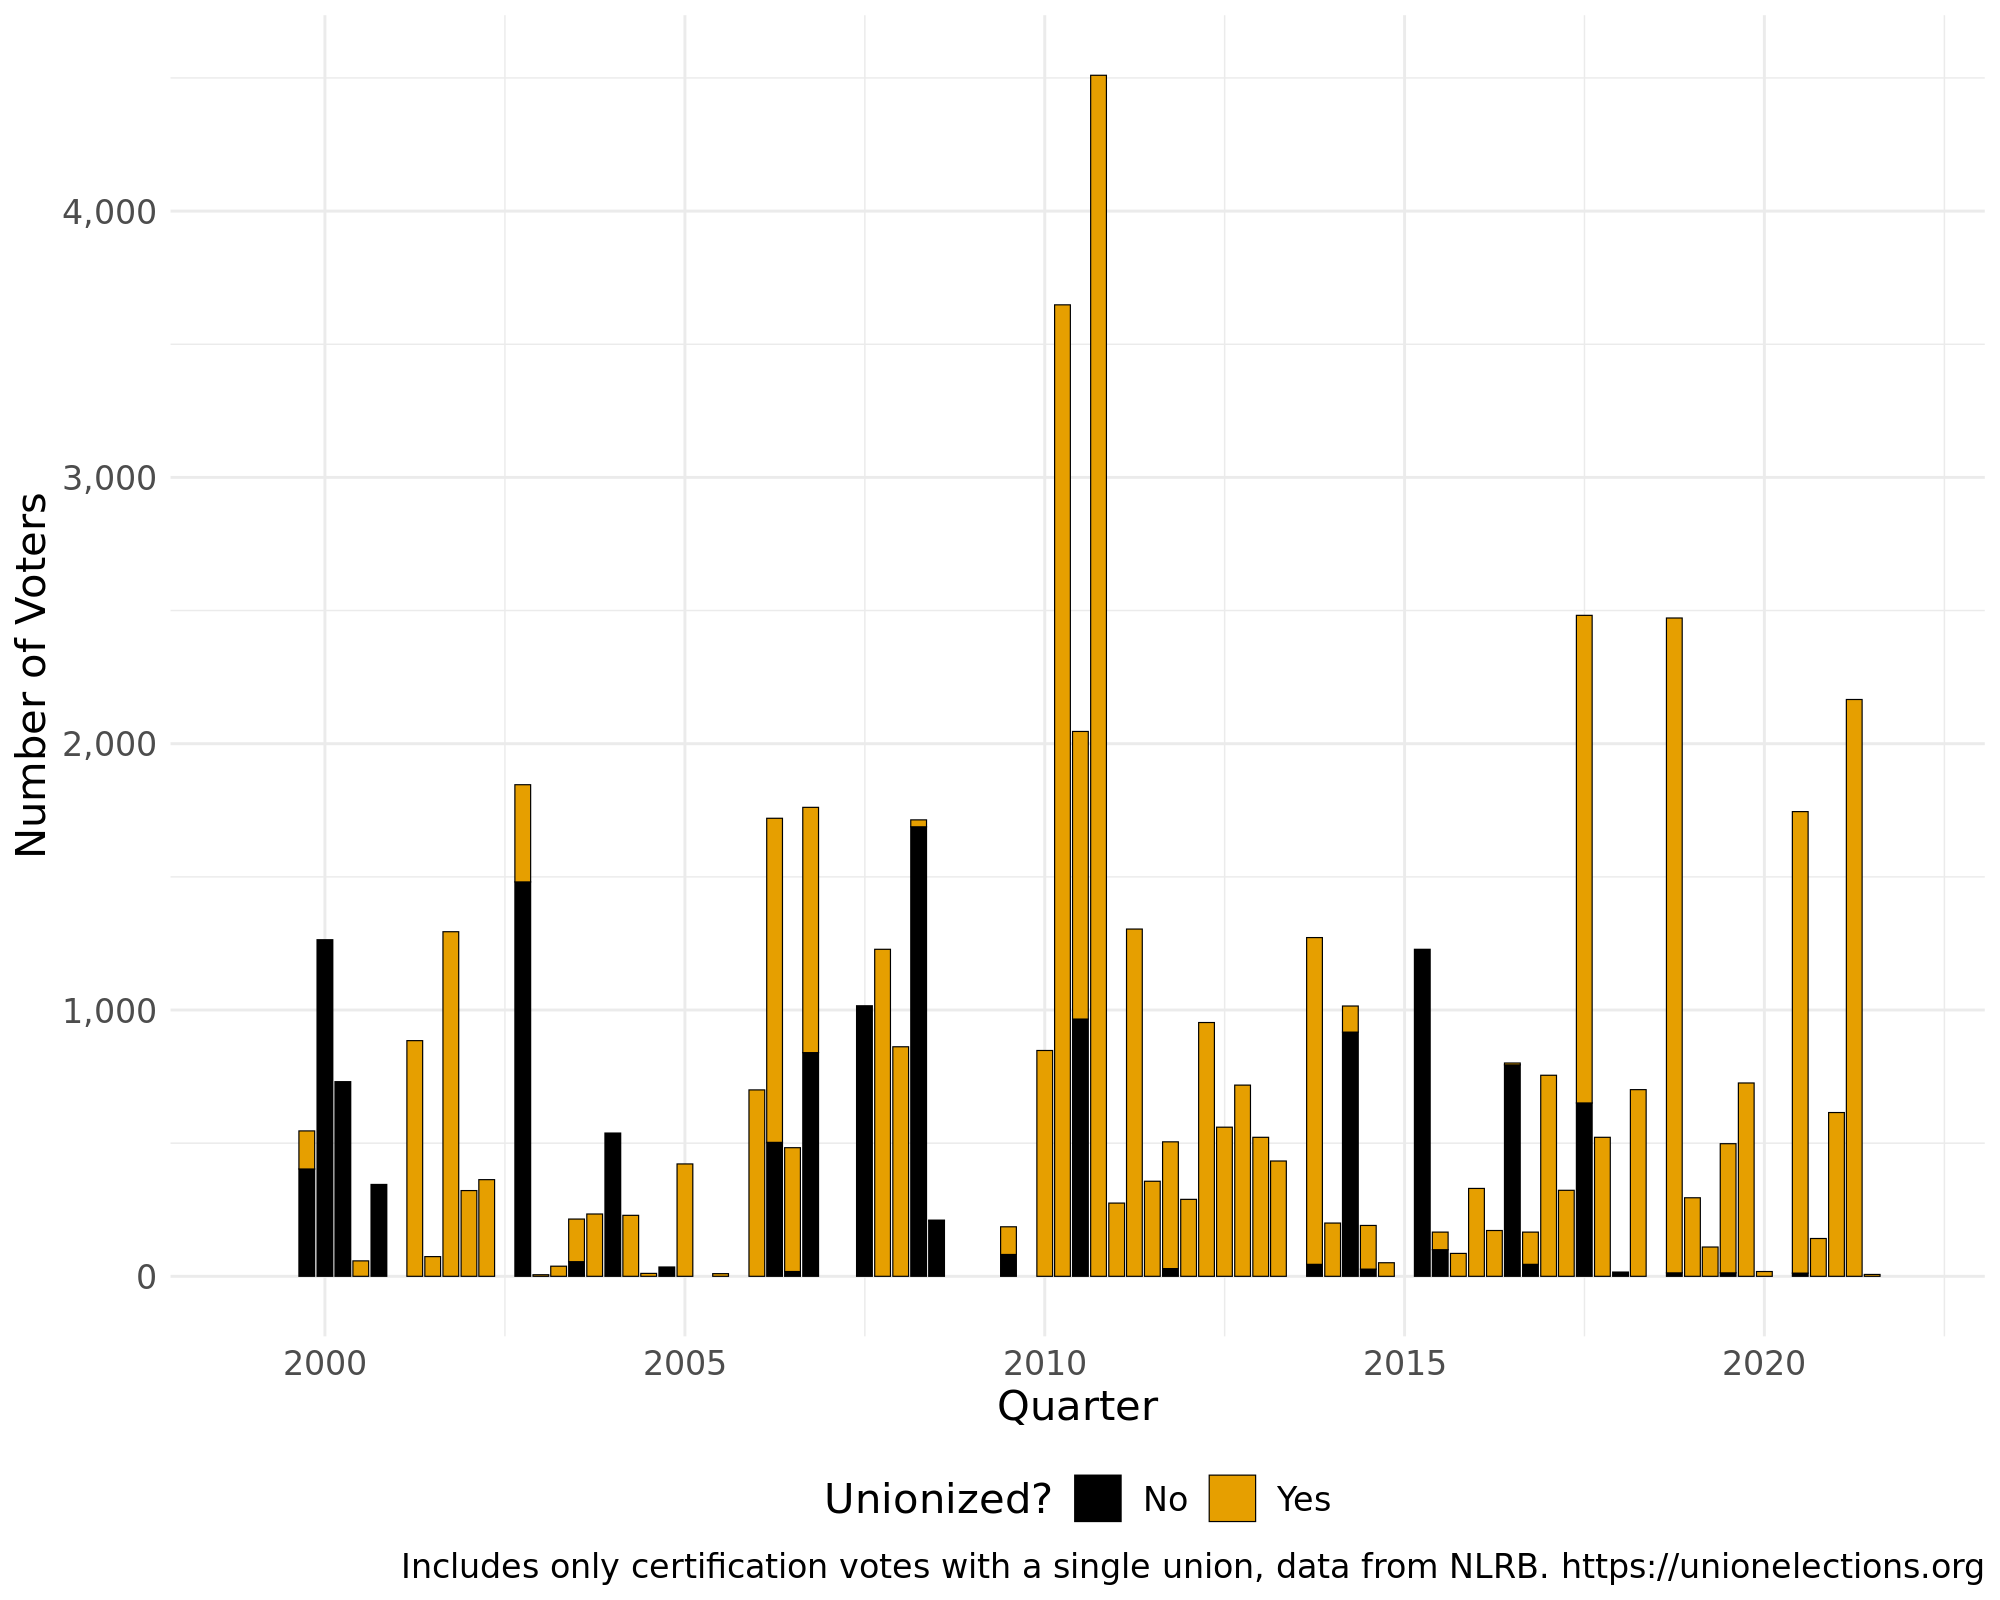 4,000
3,000
2,000
1,000
0
Number of Voters
2000 2005 2010 2015 2020
Quarter
Unionized? No Yes
Includes only certification votes with a single union, data from NLRB. https://unionelections.org